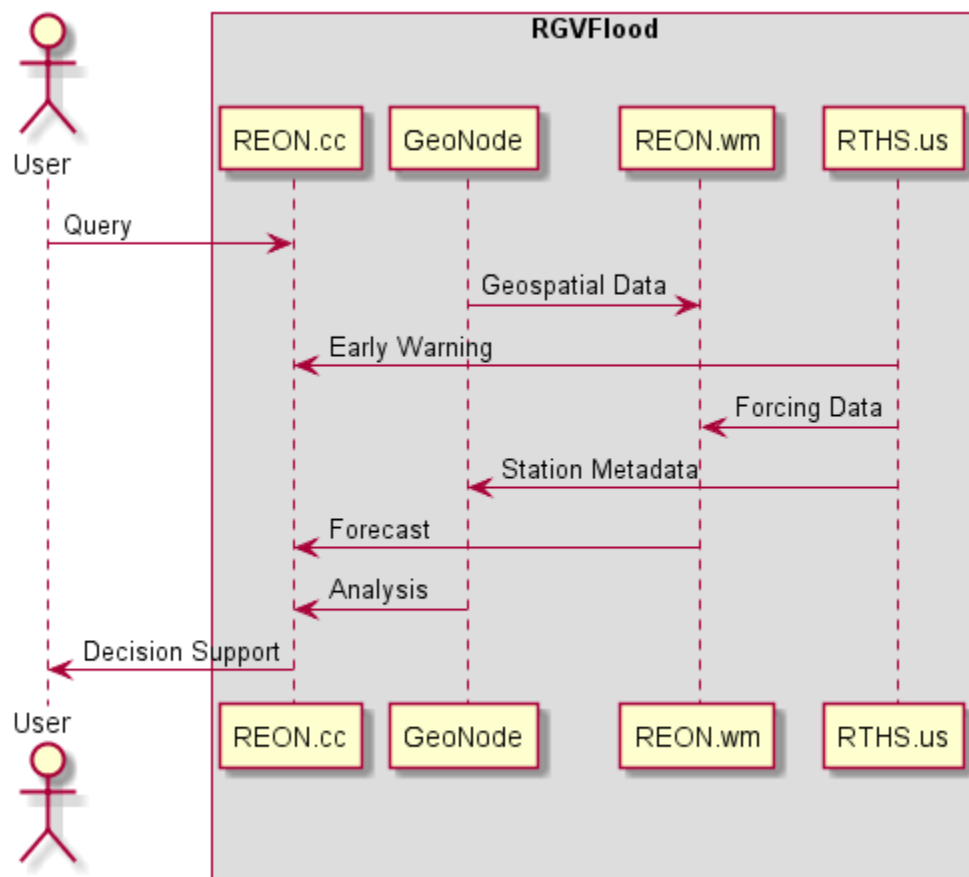 RGVFlood
User
REON.cc
GeoNode
REON.wm
RTHS.us
Query
Geospatial Data
Early Warning
Forcing Data
Station Metadata
Forecast
Analysis
Decision Support
User
REON.cc
GeoNode
REON.wm
RTHS.us